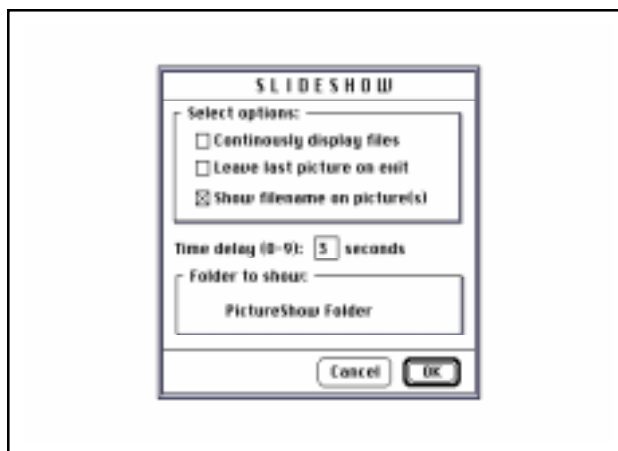 SLIDESHOW
Select options:
Continously display files
Leave last picture on exit
Show filename on picture(s)
Time delay (0-9): 3 seconds
Folder to show:
PictureShow Folder
Cancel OK